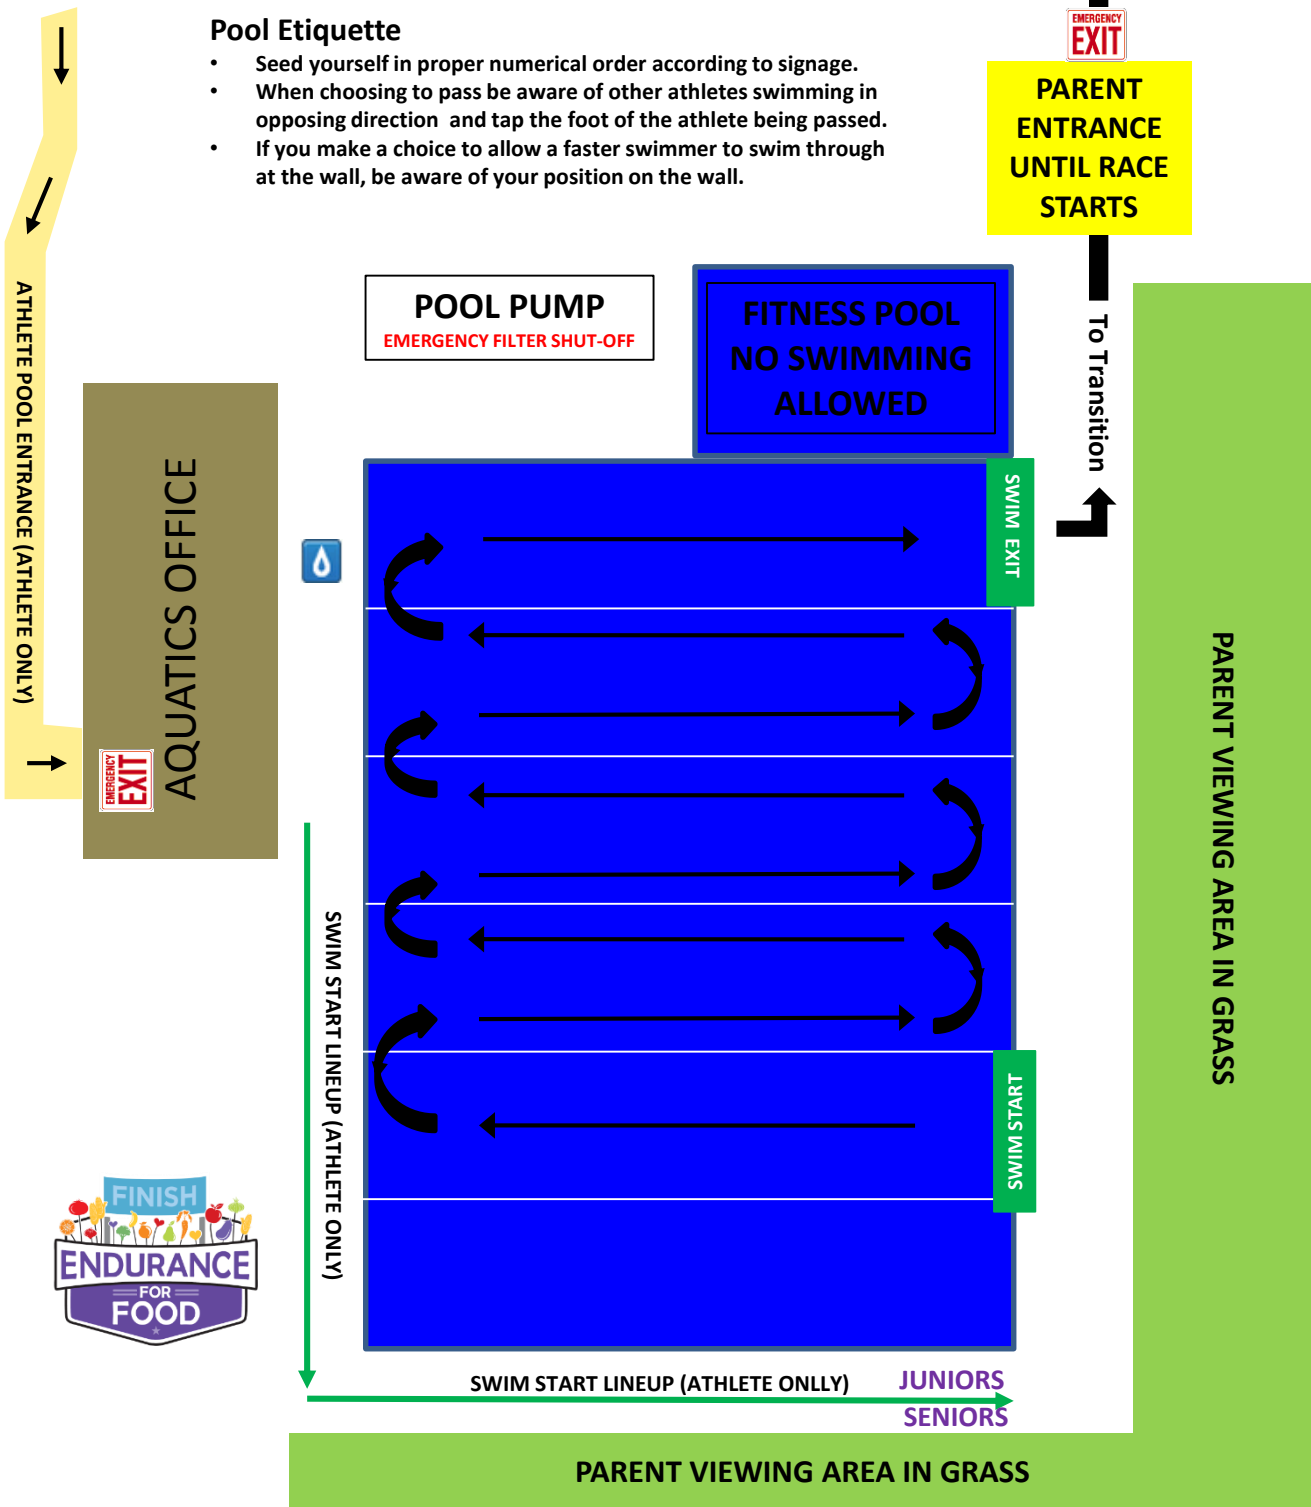 Pool Etiquette
• Seed yourself in proper numerical order according to signage.
• When choosing to pass be aware of other athletes swimming in
opposing direction and tap the foot of the athlete being passed.
• If you make a choice to allow a faster swimmer to swim through
at the wall, be aware of your position on the wall.
EMERGENCY
EXIT
PARENT
ENTRANCE
UNTIL RACE
STARTS
ATHLETE POOL ENTRANCE (ATHLETE ONLY)
POOL PUMP
EMERGENCY FILTER SHUT-OFF
FITNESS POOL
NO SWIMMING
ALLOWED
To Transition
AQUATICS OFFICE
EMERGENCY
EXIT
SWIM EXIT
PARENT VIEWING AREA IN GRASS
SWIM START LINEUP (ATHLETE ONLY)
SWIM START
FINISH
ENDURANCE
FOR
FOOD
SWIM START LINEUP (ATHLETE ONLLY)
JUNIORS
SENIORS
PARENT VIEWING AREA IN GRASS